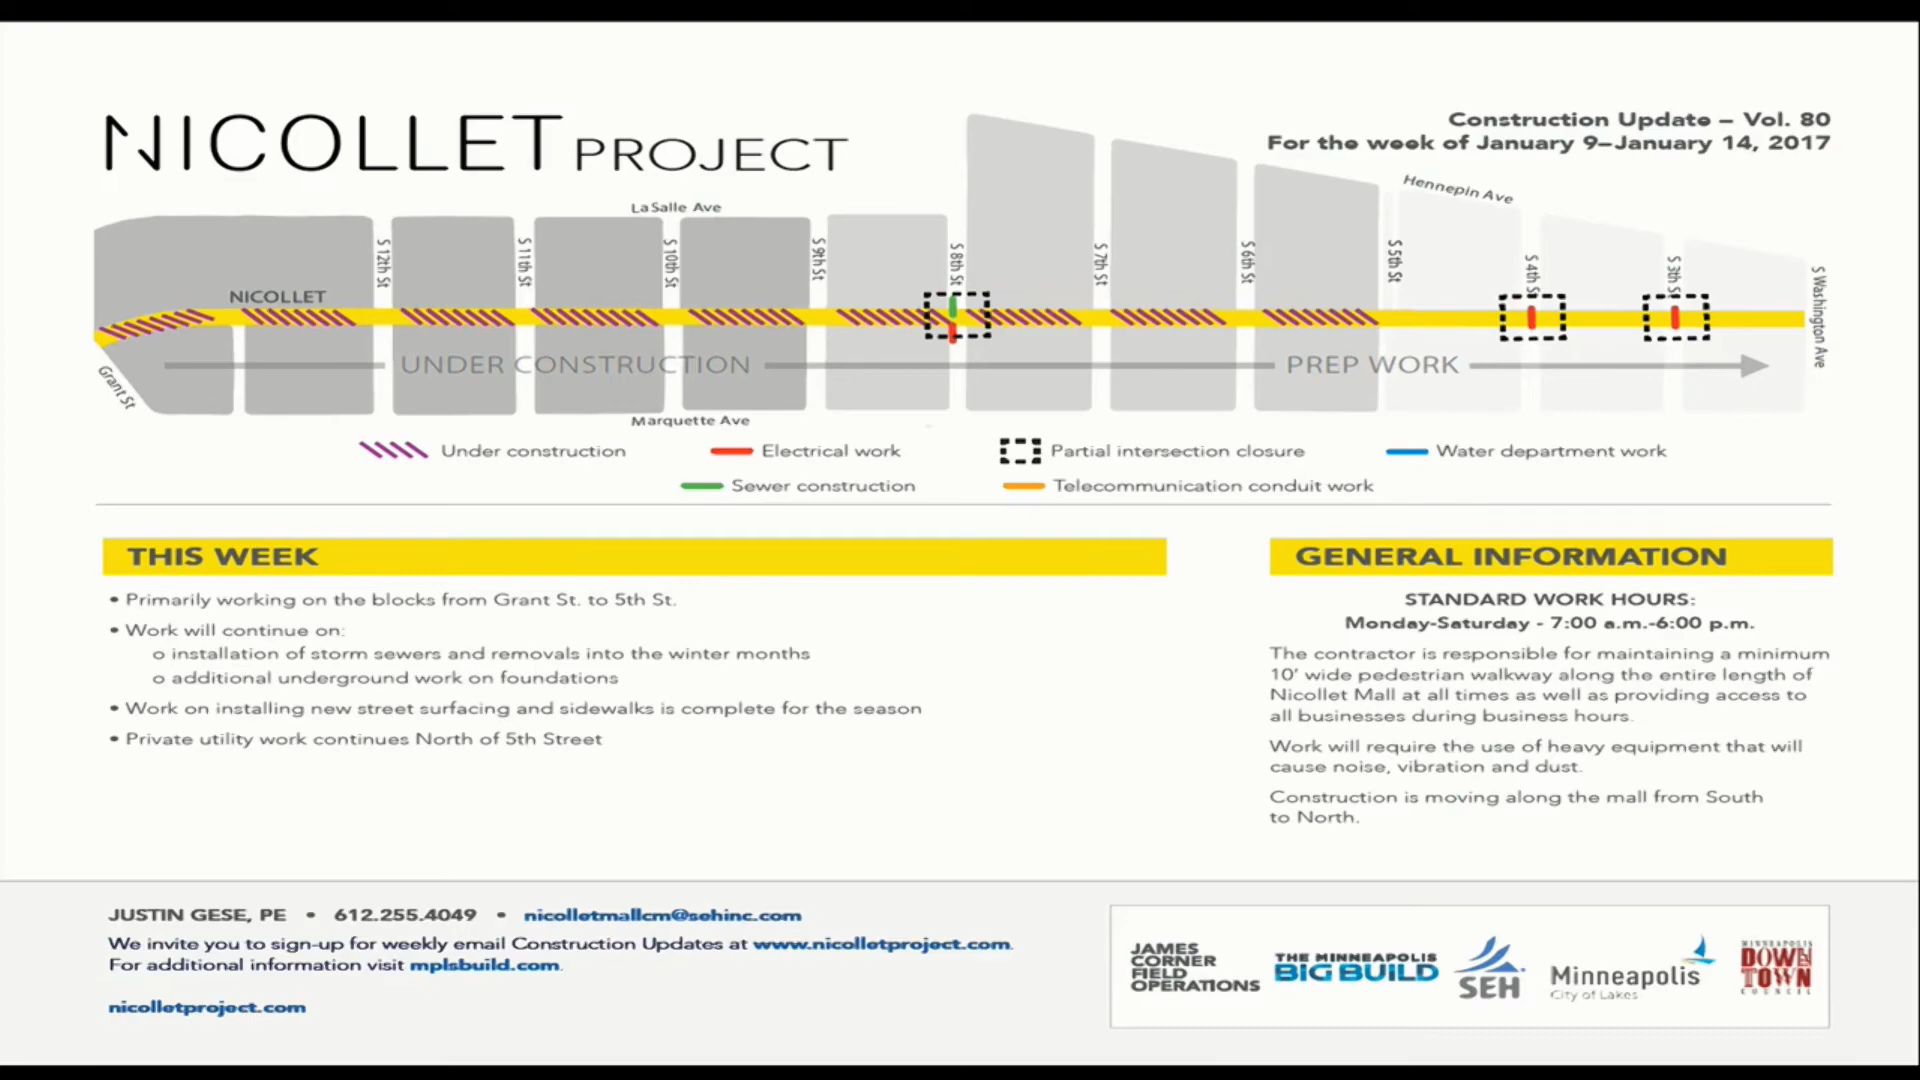 NICOLLET PROJECT
Construction Update – Vol. 80
For the week of January 9–January 14, 2017
LaSalle Ave
Hennepin Ave
S 12th St
S 11th St
S 10th St
S 9th St
S 8th St
S 7th St
S 6th St
S 5th St
S 4th St
S 3th St
S Washington Ave
NICOLLET
Grant St
UNDER CONSTRUCTION
PREP WORK
Marquette Ave
Under construction
Electrical work
Partial intersection closure
Water department work
Sewer construction
Telecommunication conduit work
THIS WEEK
• Primarily working on the blocks from Grant St. to 5th St.
• Work will continue on:
o installation of storm sewers and removals into the winter months
o additional underground work on foundations
• Work on installing new street surfacing and sidewalks is complete for the season
• Private utility work continues North of 5th Street
GENERAL INFORMATION
STANDARD WORK HOURS:
Monday-Saturday - 7:00 a.m.-6:00 p.m.
The contractor is responsible for maintaining a minimum
10' wide pedestrian walkway along the entire length of
Nicollet Mall at all times as well as providing access to
all businesses during business hours.
Work will require the use of heavy equipment that will
cause noise, vibration and dust.
Construction is moving along the mall from South
to North.
JUSTIN GESE, PE • 612.255.4049 • nicolletmallcm@sehinc.com
We invite you to sign-up for weekly email Construction Updates at www.nicolletproject.com.
For additional information visit mplsbuild.com.
nicolletproject.com
JAMES
CORNER
FIELD
OPERATIONS
THE MINNEAPOLIS
BIG BUILD
SEH
Minneapolis
City of Lakes
MINNEAPOLIS
DOWN
TOWN
COUNCIL